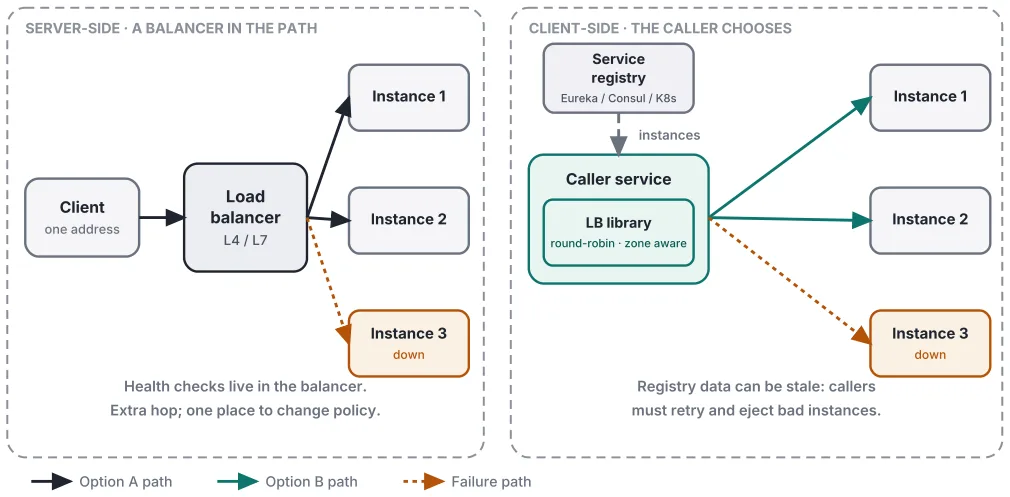 SERVER-SIDE · A BALANCER IN THE PATH
Client
one address
Load
balancer
L4 / L7
Instance 1
Instance 2
Instance 3
down
Health checks live in the balancer.
Extra hop; one place to change policy.
CLIENT-SIDE · THE CALLER CHOOSES
Service
registry
Eureka / Consul / K8s
instances
Caller service
LB library
round-robin · zone aware
Instance 1
Instance 2
Instance 3
down
Registry data can be stale: callers
must retry and eject bad instances.
Option A path
Option B path
Failure path